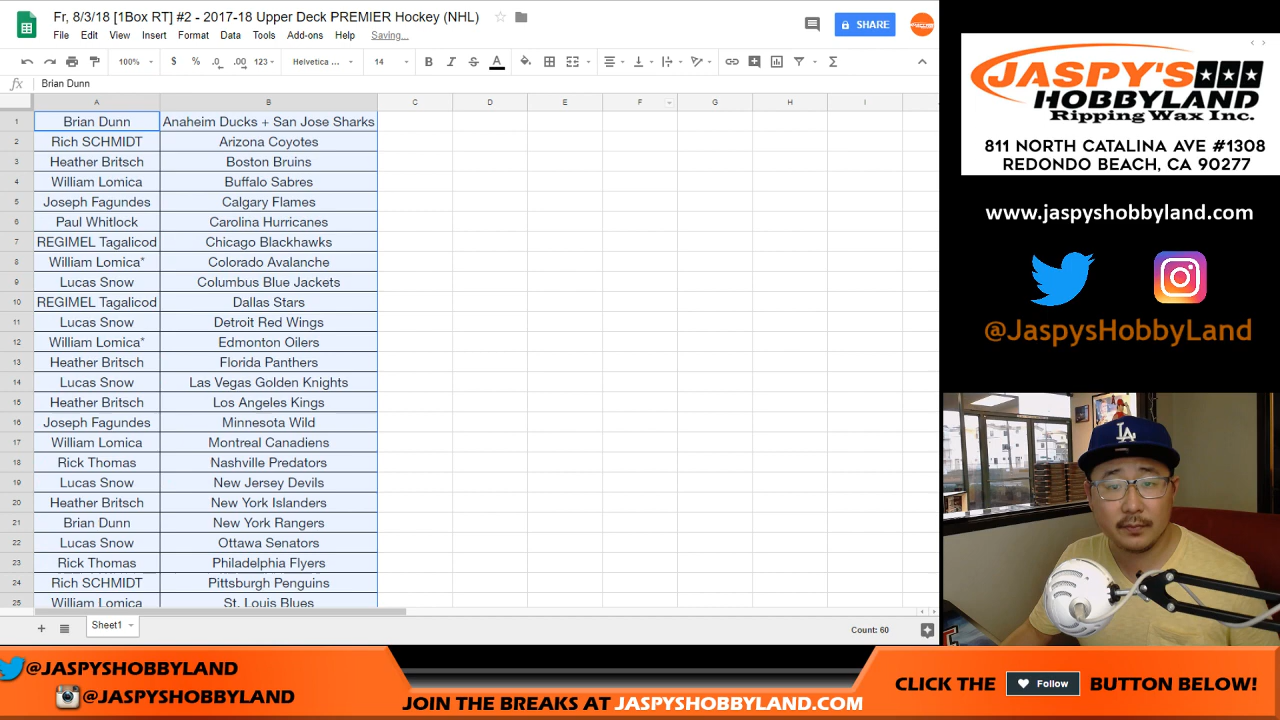 Fr, 8/3/18 [1Box RT] #2 - 2017-18 Upper Deck PREMIER Hockey (NHL)
File Edit View Insert Format Data Tools Add-ons Help Saving...
SHARE
100% $ % .0 .00 123 Helvetica ... 14 B I S A
fx Brian Dunn
A B C D E F G H I
1 Brian Dunn Anaheim Ducks + San Jose Sharks
2 Rich SCHMIDT Arizona Coyotes
3 Heather Britsch Boston Bruins
4 William Lomica Buffalo Sabres
5 Joseph Fagundes Calgary Flames
6 Paul Whitlock Carolina Hurricanes
7 REGIMEL Tagalicod Chicago Blackhawks
8 William Lomica* Colorado Avalanche
9 Lucas Snow Columbus Blue Jackets
10 REGIMEL Tagalicod Dallas Stars
11 Lucas Snow Detroit Red Wings
12 William Lomica* Edmonton Oilers
13 Heather Britsch Florida Panthers
14 Lucas Snow Las Vegas Golden Knights
15 Heather Britsch Los Angeles Kings
16 Joseph Fagundes Minnesota Wild
17 William Lomica Montreal Canadiens
18 Rick Thomas Nashville Predators
19 Lucas Snow New Jersey Devils
20 Heather Britsch New York Islanders
21 Brian Dunn New York Rangers
22 Lucas Snow Ottawa Senators
23 Rick Thomas Philadelphia Flyers
24 Rich SCHMIDT Pittsburgh Penguins
25 William Lomica St. Louis Blues
Sheet1
Count: 60
JASPY'S
HOBBYLAND
Ripping Wax Inc.
811 NORTH CATALINA AVE #1308
REDONDO BEACH, CA 90277
www.jaspyshobbyland.com
@JaspysHobbyLand
LA
@JASPYSHOBBYLAND
@JASPYSHOBBYLAND
JOIN THE BREAKS AT JASPYSHOBBYLAND.COM
CLICK THE Follow BUTTON BELOW!